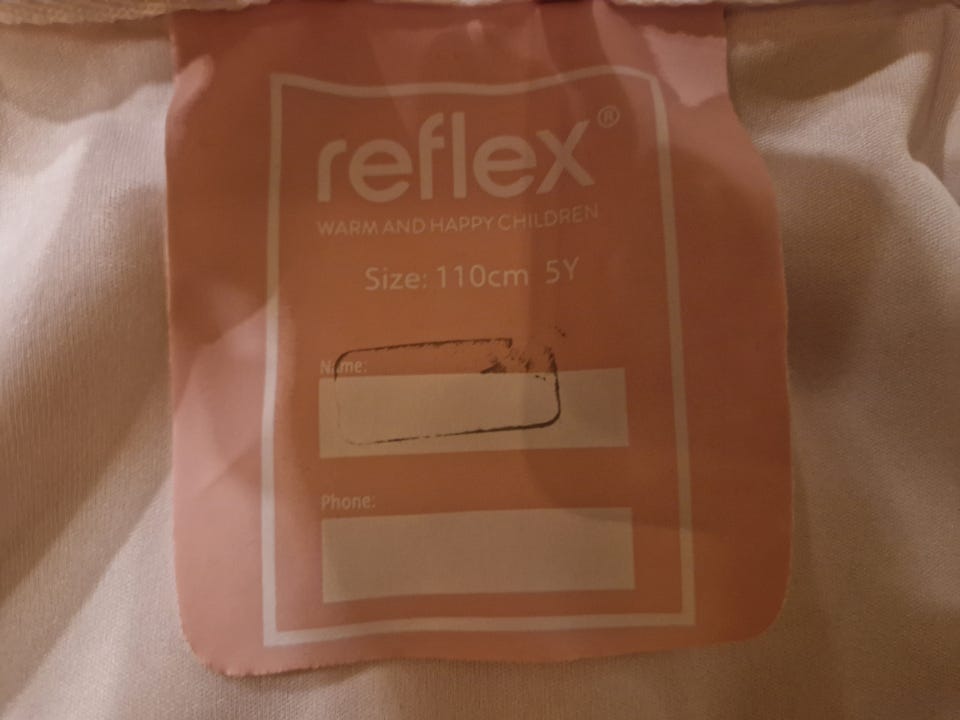 reflex®
WARM AND HAPPY CHILDREN
Size: 110cm 5Y
Name:
Phone: